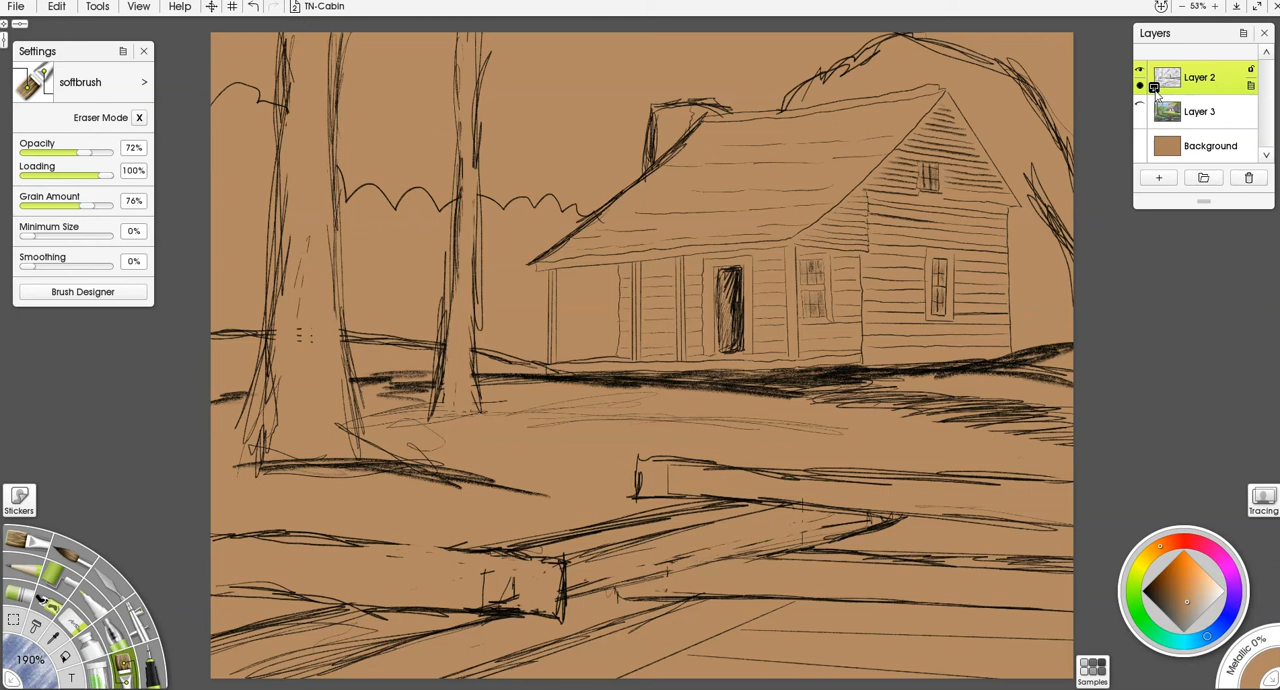 File Edit Tools View Help TN-Cabin 53%
Settings
softbrush >
Eraser Mode X
Opacity 72%
Loading 100%
Grain Amount 76%
Minimum Size 0%
Smoothing 0%
Brush Designer
Layers
Layer 2
Layer 3
Background
Stickers
Tracing
190%
T
Samples
Metallic 0%